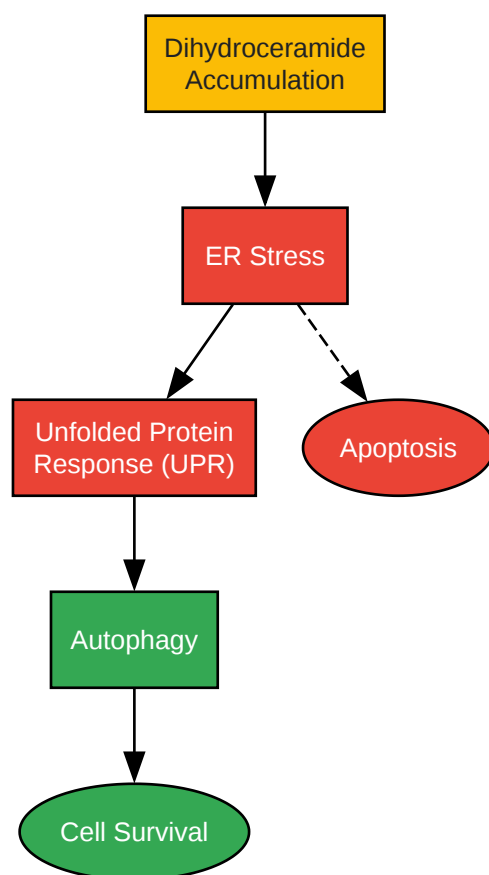 Dihydroceramide
Accumulation
ER Stress
Unfolded Protein
Response (UPR)
Apoptosis
Autophagy
Cell Survival